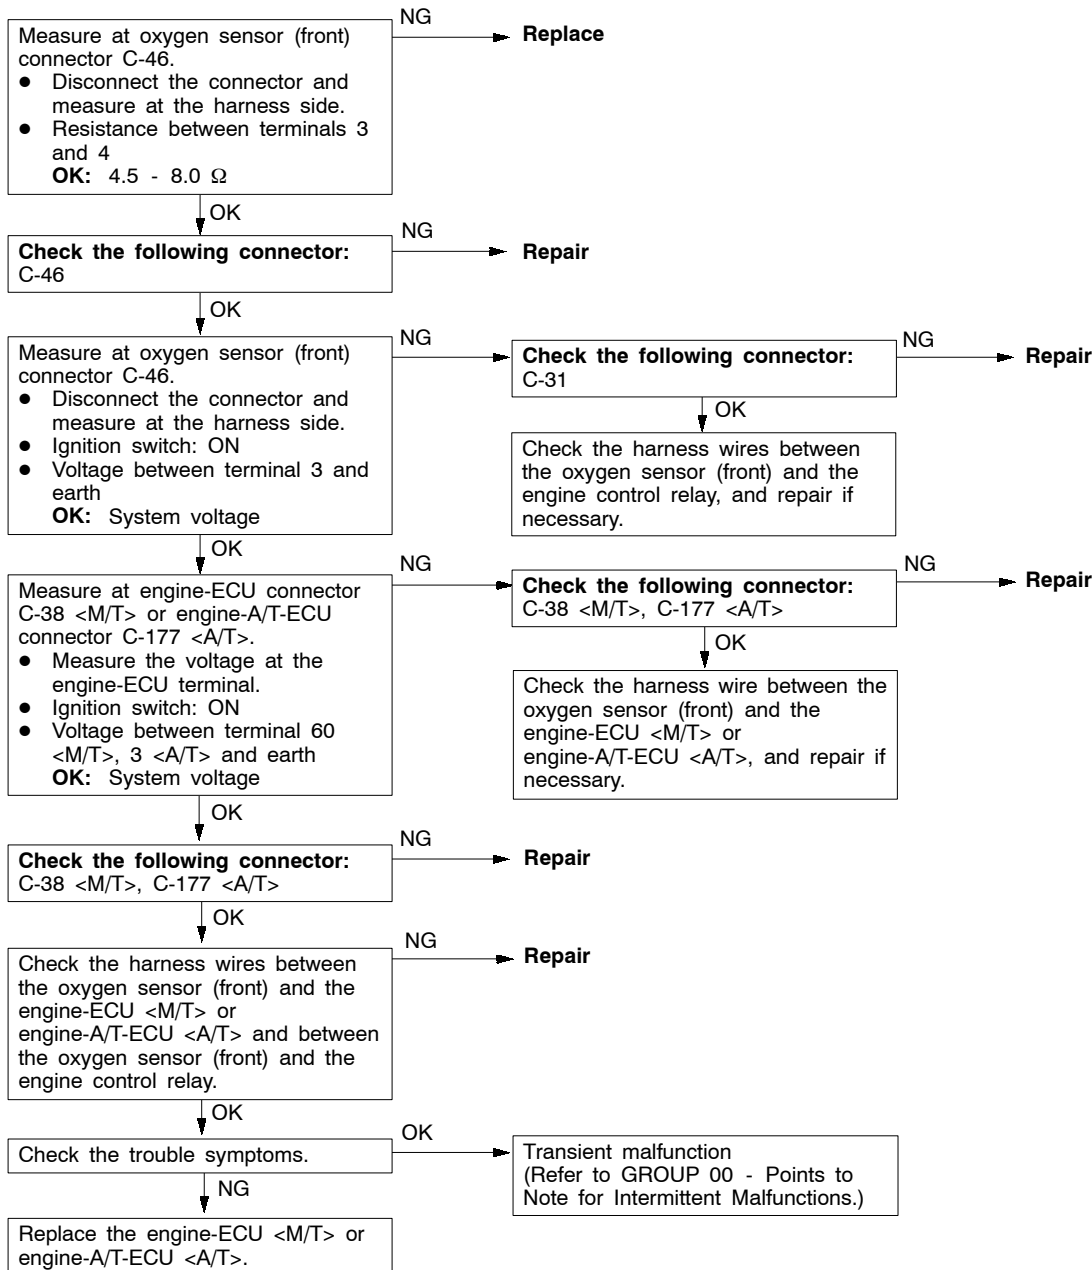 NG
Measure at oxygen sensor (front)
connector C-46.
● Disconnect the connector and
measure at the harness side.
● Resistance between terminals 3
and 4
OK: 4.5 - 8.0 Ω
Replace
OK
NG
Check the following connector:
C-46
Repair
OK
NG
Measure at oxygen sensor (front)
connector C-46.
● Disconnect the connector and
measure at the harness side.
● Ignition switch: ON
● Voltage between terminal 3 and
earth
OK: System voltage
Check the following connector:
C-31
NG
Repair
OK
Check the harness wires between
the oxygen sensor (front) and the
engine control relay, and repair if
necessary.
OK
NG
Measure at engine-ECU connector
C-38 <M/T> or engine-A/T-ECU
connector C-177 <A/T>.
● Measure the voltage at the
engine-ECU terminal.
● Ignition switch: ON
● Voltage between terminal 60
<M/T>, 3 <A/T> and earth
OK: System voltage
Check the following connector:
C-38 <M/T>, C-177 <A/T>
NG
Repair
OK
Check the harness wire between the
oxygen sensor (front) and the
engine-ECU <M/T> or
engine-A/T-ECU <A/T>, and repair if
necessary.
OK
NG
Check the following connector:
C-38 <M/T>, C-177 <A/T>
Repair
OK
NG
Check the harness wires between
the oxygen sensor (front) and the
engine-ECU <M/T> or
engine-A/T-ECU <A/T> and between
the oxygen sensor (front) and the
engine control relay.
Repair
OK
Check the trouble symptoms.
OK
Transient malfunction
(Refer to GROUP 00 - Points to
Note for Intermittent Malfunctions.)
NG
Replace the engine-ECU <M/T> or
engine-A/T-ECU <A/T>.